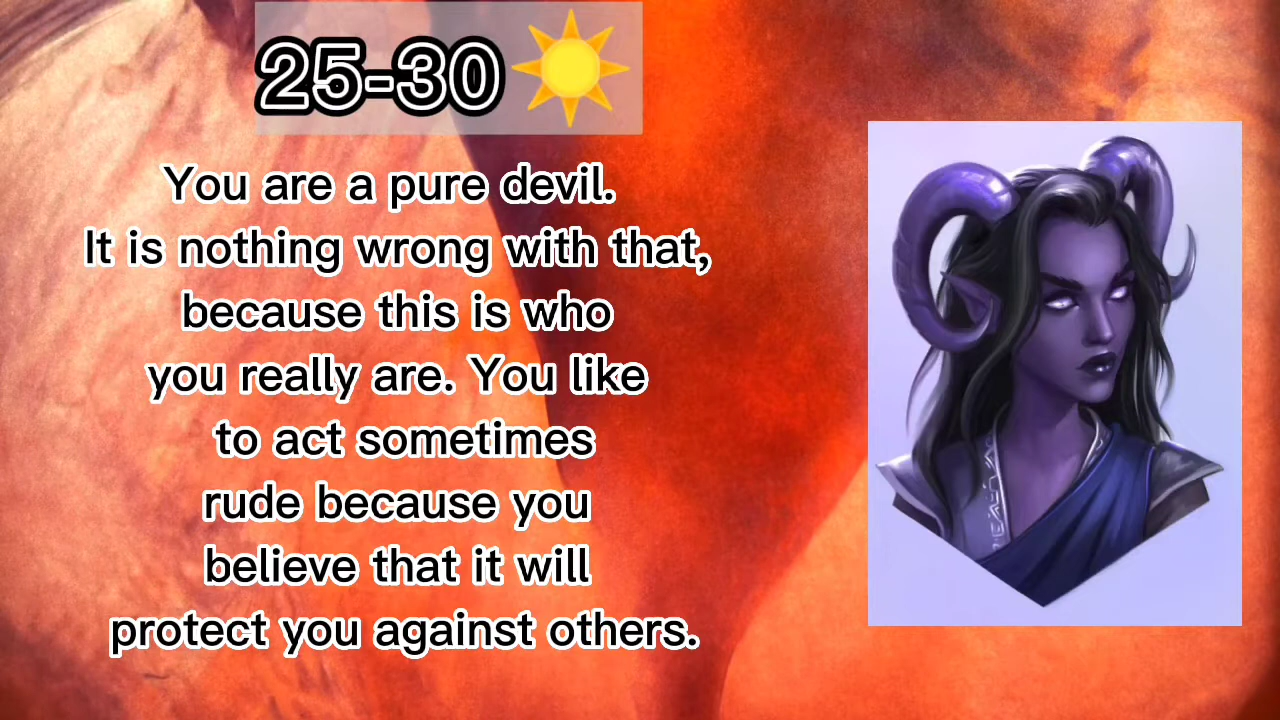 25-30☀️
You are a pure devil.
It is nothing wrong with that,
because this is who
you really are. You like
to act sometimes
rude because you
believe that it will
protect you against others.